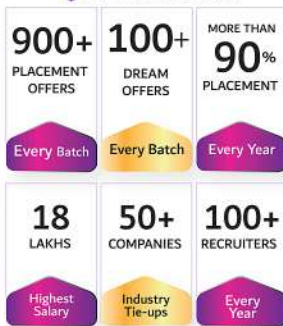 900+
PLACEMENT
OFFERS
Every Batch
100+
DREAM
OFFERS
Every Batch
MORE THAN
90%
PLACEMENT
Every Year
18
LAKHS
Highest
Salary
50+
COMPANIES
Industry
Tie-ups
100+
RECRUITERS
Every
Year